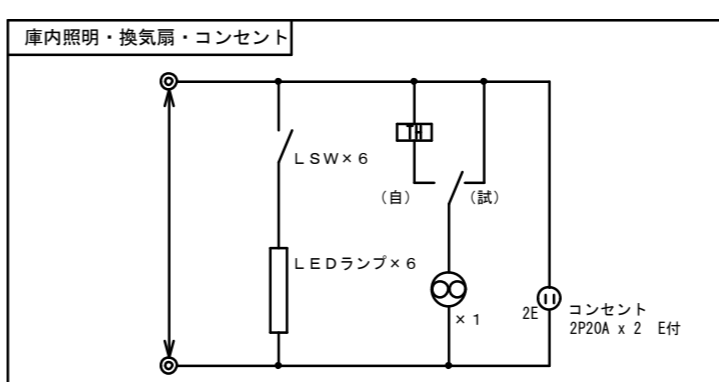 庫内照明・換気扇・コンセント
TH
LSW×6
(自)
(試)
LEDランプ×6
×1
2E
コンセント
2P20A x 2 E付